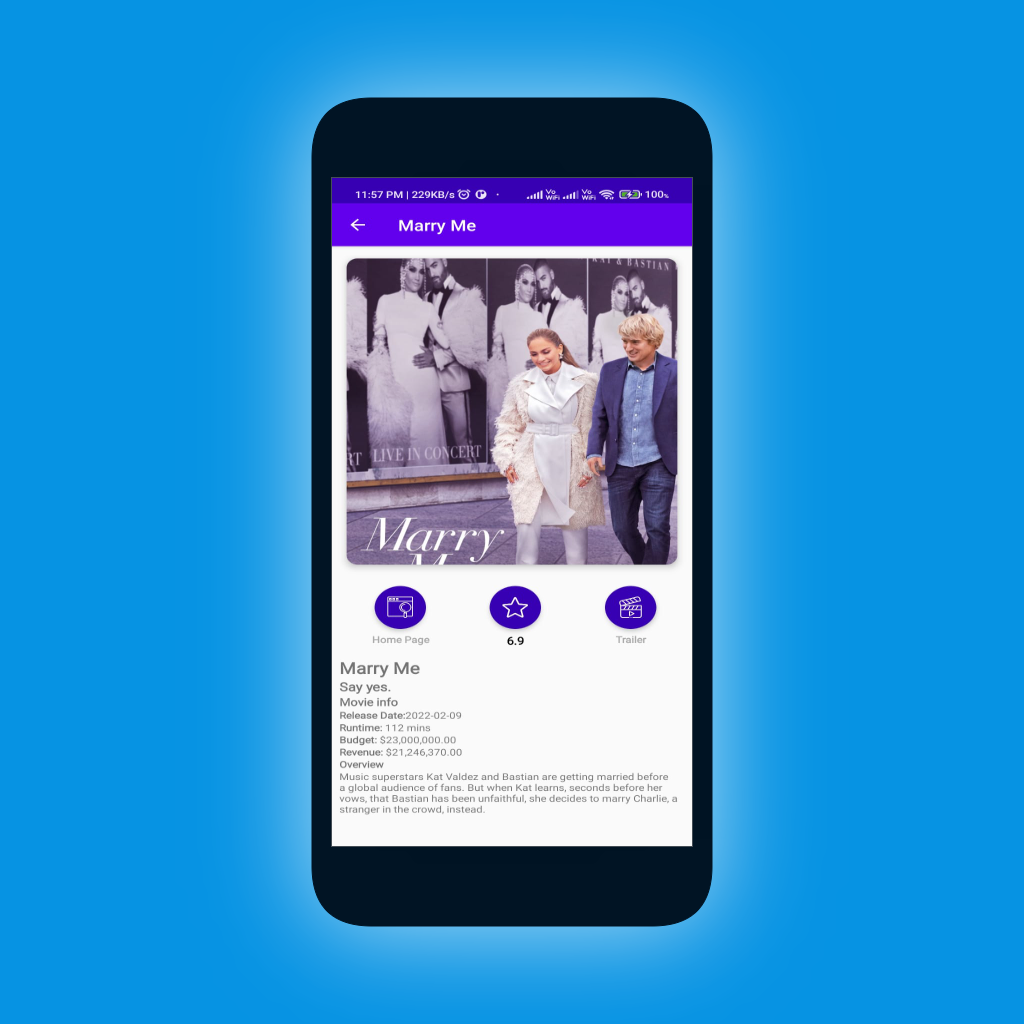 11:57 PM | 229KB/s
Vo WiFi Vo WiFi 100%
Marry Me
KAT & BASTIAN
RT LIVE IN CONCERT
Marry
Home Page
6.9
Trailer
Marry Me
Say yes.
Movie info
Release Date:2022-02-09
Runtime: 112 mins
Budget: $23,000,000.00
Revenue: $21,246,370.00
Overview
Music superstars Kat Valdez and Bastian are getting married before
a global audience of fans. But when Kat learns, seconds before her
vows, that Bastian has been unfaithful, she decides to marry Charlie, a
stranger in the crowd, instead.